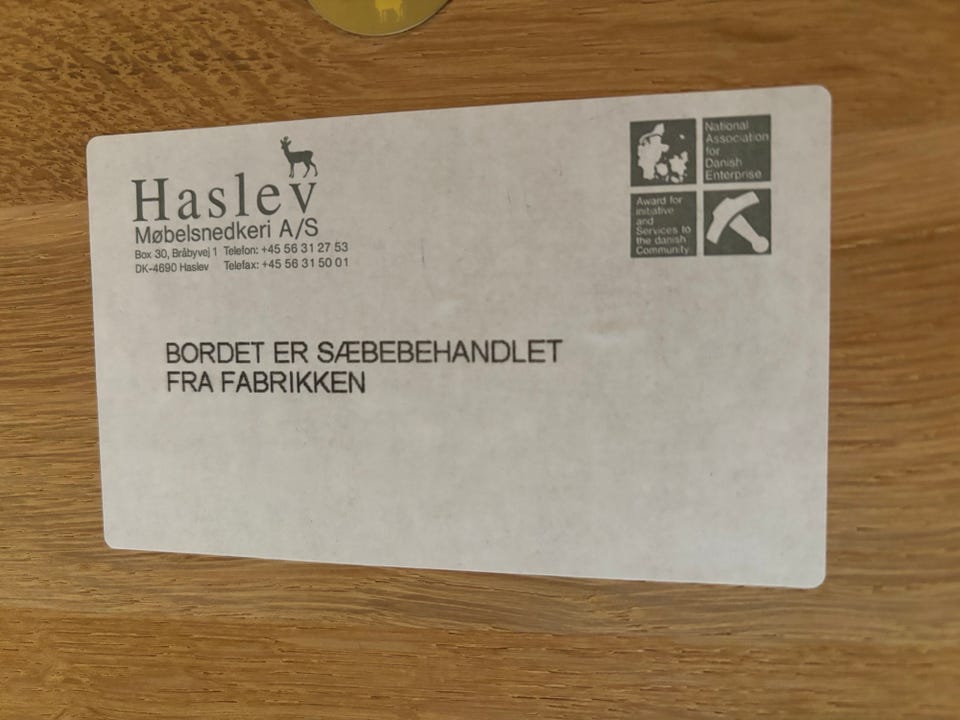 Haslev
Møbelsnedkeri A/S
Box 30, Bråbyvej 1 Telefon: +45 56 31 27 53
DK-4690 Haslev Telefax: +45 56 31 50 01
National
Association
for
Danish
Enterprise
Award for
initiative
and
Services to
the danish
Community
BORDET ER SÆBEBEHANDLET
FRA FABRIKKEN